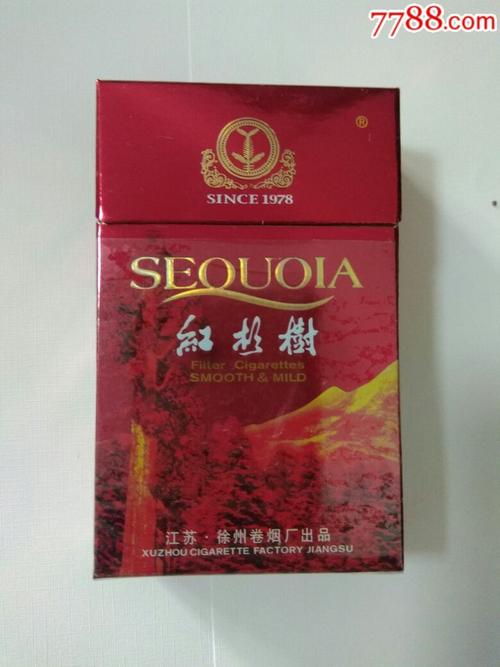 7788.com
®
SINCE 1978
SEQUOIA
紅杉樹
Filter Cigarettes
SMOOTH & MILD
江苏·徐州卷烟厂出品
XUZHOU CIGARETTE FACTORY JIANGSU